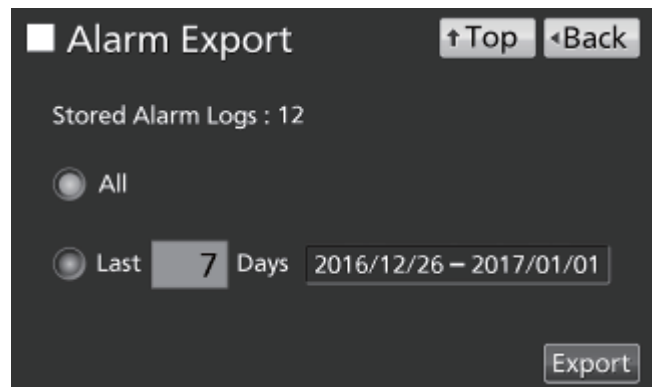 Alarm Export ↑Top ◂Back
Stored Alarm Logs : 12
All
Last 7 Days 2016/12/26 – 2017/01/01
Export